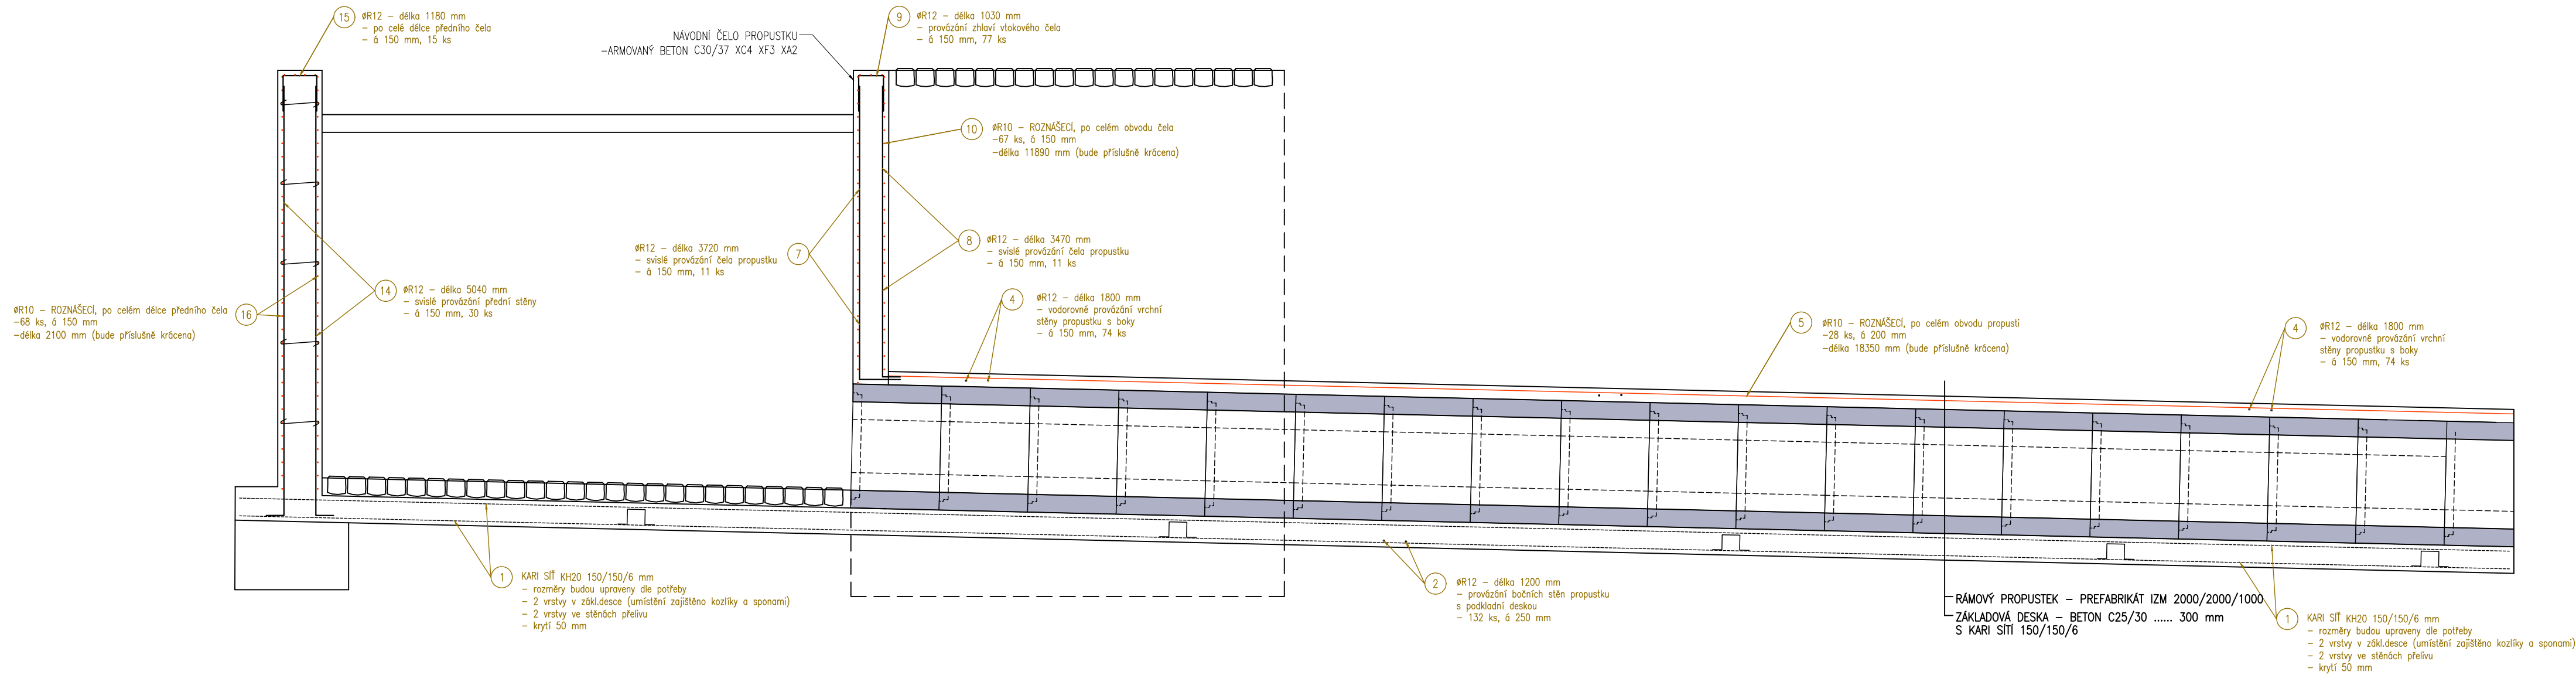 15
øR12 – délka 1180 mm
– po celé délce předního čela
– á 150 mm, 15 ks
NÁVODNÍ ČELO PROPUSTKU
–ARMOVANÝ BETON C30/37 XC4 XF3 XA2
9
øR12 – délka 1030 mm
– provázání zhlaví vtokového čela
– á 150 mm, 77 ks
10
øR10 – ROZNÁŠECÍ, po celém obvodu čela
–67 ks, á 150 mm
–délka 11890 mm (bude příslušně krácena)
7
øR12 – délka 3720 mm
– svislé provázání čela propustku
– á 150 mm, 11 ks
8
øR12 – délka 3470 mm
– svislé provázání čela propustku
– á 150 mm, 11 ks
14
øR12 – délka 5040 mm
– svislé provázání přední stěny
– á 150 mm, 30 ks
16
øR10 – ROZNÁŠECÍ, po celém délce předního čela
–68 ks, á 150 mm
–délka 2100 mm (bude příslušně krácena)
4
øR12 – délka 1800 mm
– vodorovné provázání vrchní
stěny propustku s boky
– á 150 mm, 74 ks
5
øR10 – ROZNÁŠECÍ, po celém obvodu propusti
–28 ks, á 200 mm
–délka 18350 mm (bude příslušně krácena)
4
øR12 – délka 1800 mm
– vodorovné provázání vrchní
stěny propustku s boky
– á 150 mm, 74 ks
1
KARI SÍŤ KH20 150/150/6 mm
– rozměry budou upraveny dle potřeby
– 2 vrstvy v zákl.desce (umístění zajištěno kozlíky a sponami)
– 2 vrstvy ve stěnách přelivu
– krytí 50 mm
2
øR12 – délka 1200 mm
– provázání bočních stěn propustku
s podkladní deskou
– 132 ks, á 250 mm
RÁMOVÝ PROPUSTEK – PREFABRIKÁT IZM 2000/2000/1000
ZÁKLADOVÁ DESKA – BETON C25/30 ...... 300 mm
S KARI SÍTÍ 150/150/6
1
KARI SÍŤ KH20 150/150/6 mm
– rozměry budou upraveny dle potřeby
– 2 vrstvy v zákl.desce (umístění zajištěno kozlíky a sponami)
– 2 vrstvy ve stěnách přelivu
– krytí 50 mm